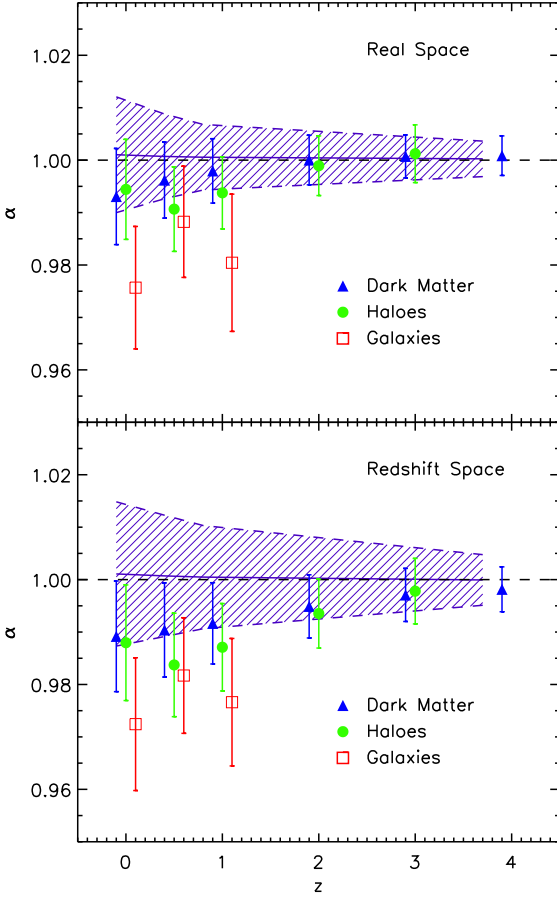 Real Space
1.02
1.00
0.98
0.96
α
Dark Matter
Haloes
Galaxies
Redshift Space
1.02
1.00
0.98
0.96
α
Dark Matter
Haloes
Galaxies
0 1 2 3 4
z